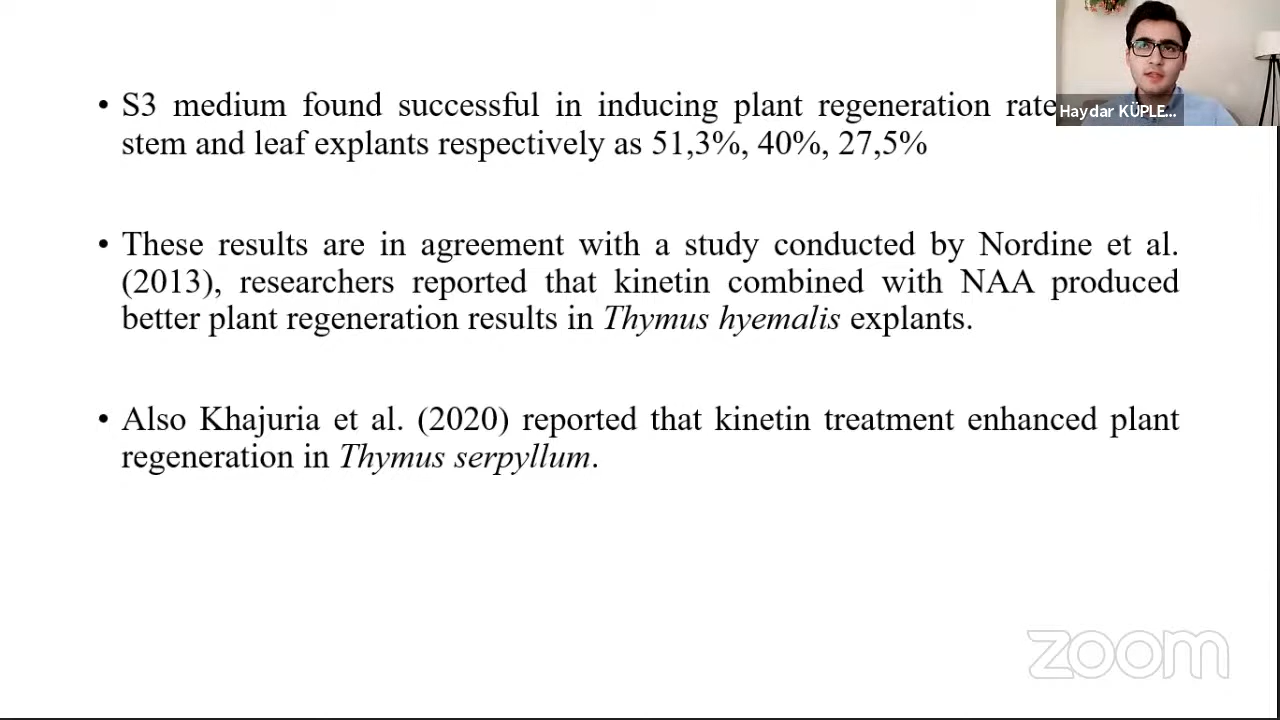 • S3 medium found successful in inducing plant regeneration rate
stem and leaf explants respectively as 51,3%, 40%, 27,5%
• These results are in agreement with a study conducted by Nordine et al.
(2013), researchers reported that kinetin combined with NAA produced
better plant regeneration results in Thymus hyemalis explants.
• Also Khajuria et al. (2020) reported that kinetin treatment enhanced plant
regeneration in Thymus serpyllum.
Haydar KÜPLE...
zoom